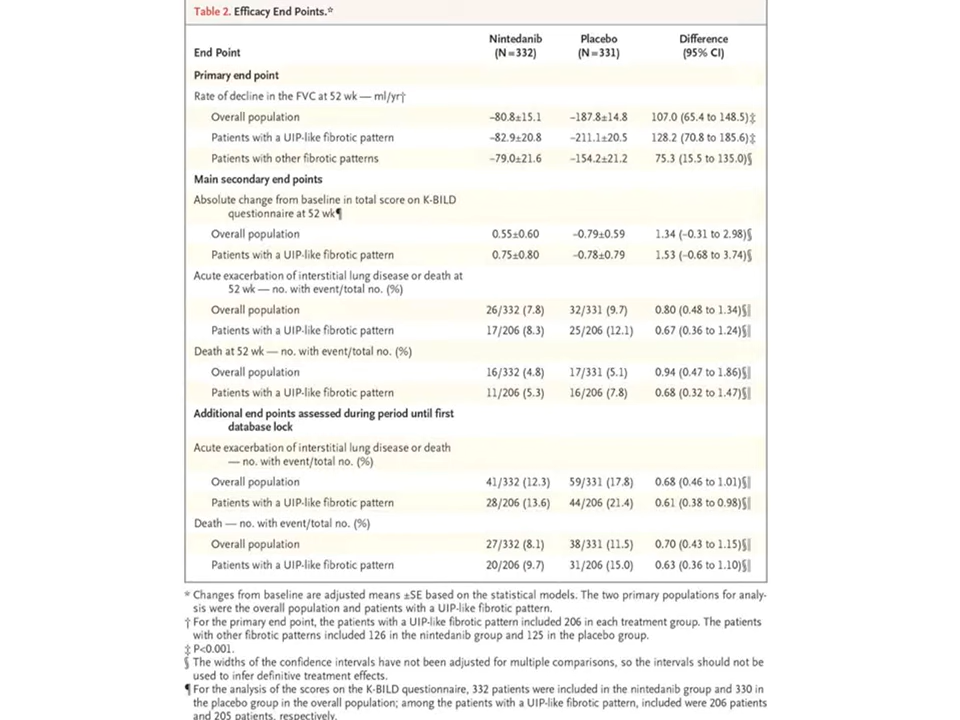 Table 2. Efficacy End Points.*
End Point Nintedanib (N=332) Placebo (N=331) Difference (95% CI)
Primary end point
Rate of decline in the FVC at 52 wk — ml/yr†
Overall population −80.8±15.1 −187.8±14.8 107.0 (65.4 to 148.5)‡
Patients with a UIP-like fibrotic pattern −82.9±20.8 −211.1±20.5 128.2 (70.8 to 185.6)‡
Patients with other fibrotic patterns −79.0±21.6 −154.2±21.2 75.3 (15.5 to 135.0)§
Main secondary end points
Absolute change from baseline in total score on K-BILD
questionnaire at 52 wk¶
Overall population 0.55±0.60 −0.79±0.59 1.34 (−0.31 to 2.98)§
Patients with a UIP-like fibrotic pattern 0.75±0.80 −0.78±0.79 1.53 (−0.68 to 3.74)§
Acute exacerbation of interstitial lung disease or death at
52 wk — no. with event/total no. (%)
Overall population 26/332 (7.8) 32/331 (9.7) 0.80 (0.48 to 1.34)§‖
Patients with a UIP-like fibrotic pattern 17/206 (8.3) 25/206 (12.1) 0.67 (0.36 to 1.24)§‖
Death at 52 wk — no. with event/total no. (%)
Overall population 16/332 (4.8) 17/331 (5.1) 0.94 (0.47 to 1.86)§‖
Patients with a UIP-like fibrotic pattern 11/206 (5.3) 16/206 (7.8) 0.68 (0.32 to 1.47)§‖
Additional end points assessed during period until first
database lock
Acute exacerbation of interstitial lung disease or death
— no. with event/total no. (%)
Overall population 41/332 (12.3) 59/331 (17.8) 0.68 (0.46 to 1.01)§‖
Patients with a UIP-like fibrotic pattern 28/206 (13.6) 44/206 (21.4) 0.61 (0.38 to 0.98)§‖
Death — no. with event/total no. (%)
Overall population 27/332 (8.1) 38/331 (11.5) 0.70 (0.43 to 1.15)§‖
Patients with a UIP-like fibrotic pattern 20/206 (9.7) 31/206 (15.0) 0.63 (0.36 to 1.10)§‖
* Changes from baseline are adjusted means ±SE based on the statistical models. The two primary populations for analy-
sis were the overall population and patients with a UIP-like fibrotic pattern.
† For the primary end point, the patients with a UIP-like fibrotic pattern included 206 in each treatment group. The patients
with other fibrotic patterns included 126 in the nintedanib group and 125 in the placebo group.
‡ P<0.001.
§ The widths of the confidence intervals have not been adjusted for multiple comparisons, so the intervals should not be
used to infer definitive treatment effects.
¶ For the analysis of the scores on the K-BILD questionnaire, 332 patients were included in the nintedanib group and 330 in
the placebo group in the overall population; among the patients with a UIP-like fibrotic pattern, included were 206 patients
and 205 patients, respectively.